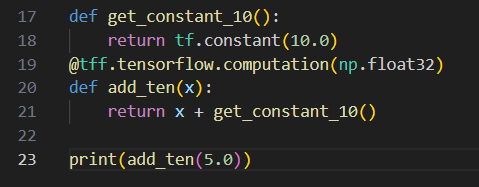 17 def get_constant_10():
18     return tf.constant(10.0)
19 @tff.tensorflow.computation(np.float32)
20 def add_ten(x):
21     return x + get_constant_10()
22
23 print(add_ten(5.0))